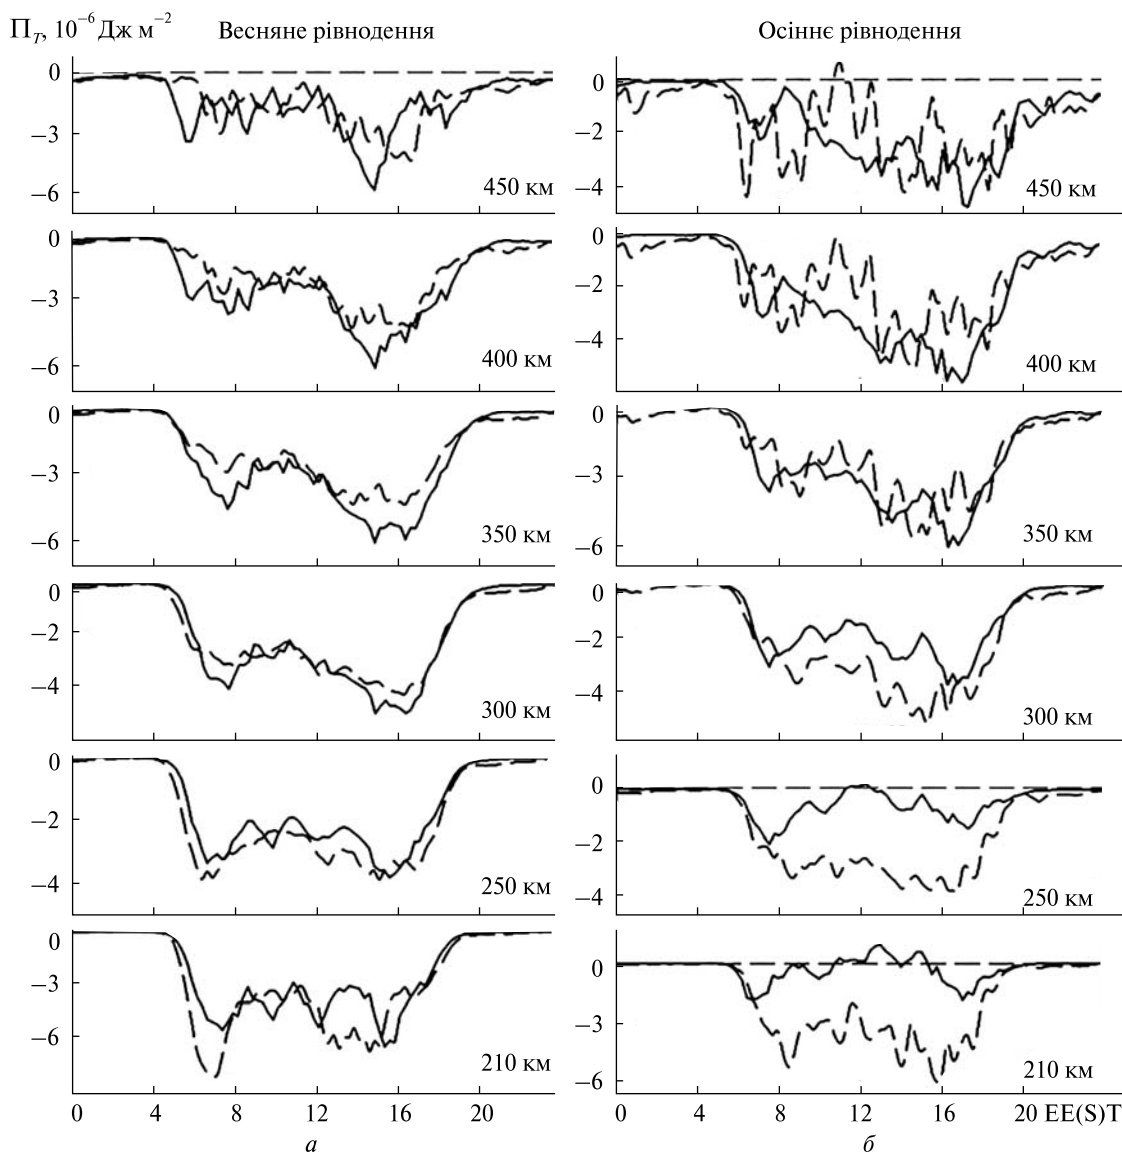 П_T, 10⁻⁶ Дж м⁻²
Весняне рівнодення
Осіннє рівнодення
0
−3
−6
450 км
0
−2
−4
450 км
0
−3
−6
400 км
0
−2
−4
400 км
0
−3
−6
350 км
0
−3
−6
350 км
0
−2
−4
300 км
0
−2
−4
300 км
0
−2
−4
250 км
0
−2
−4
250 км
0
−3
−6
210 км
0
−3
−6
210 км
0 4 8 12 16 20
0 4 8 12 16 20 EE(S)T
а
б